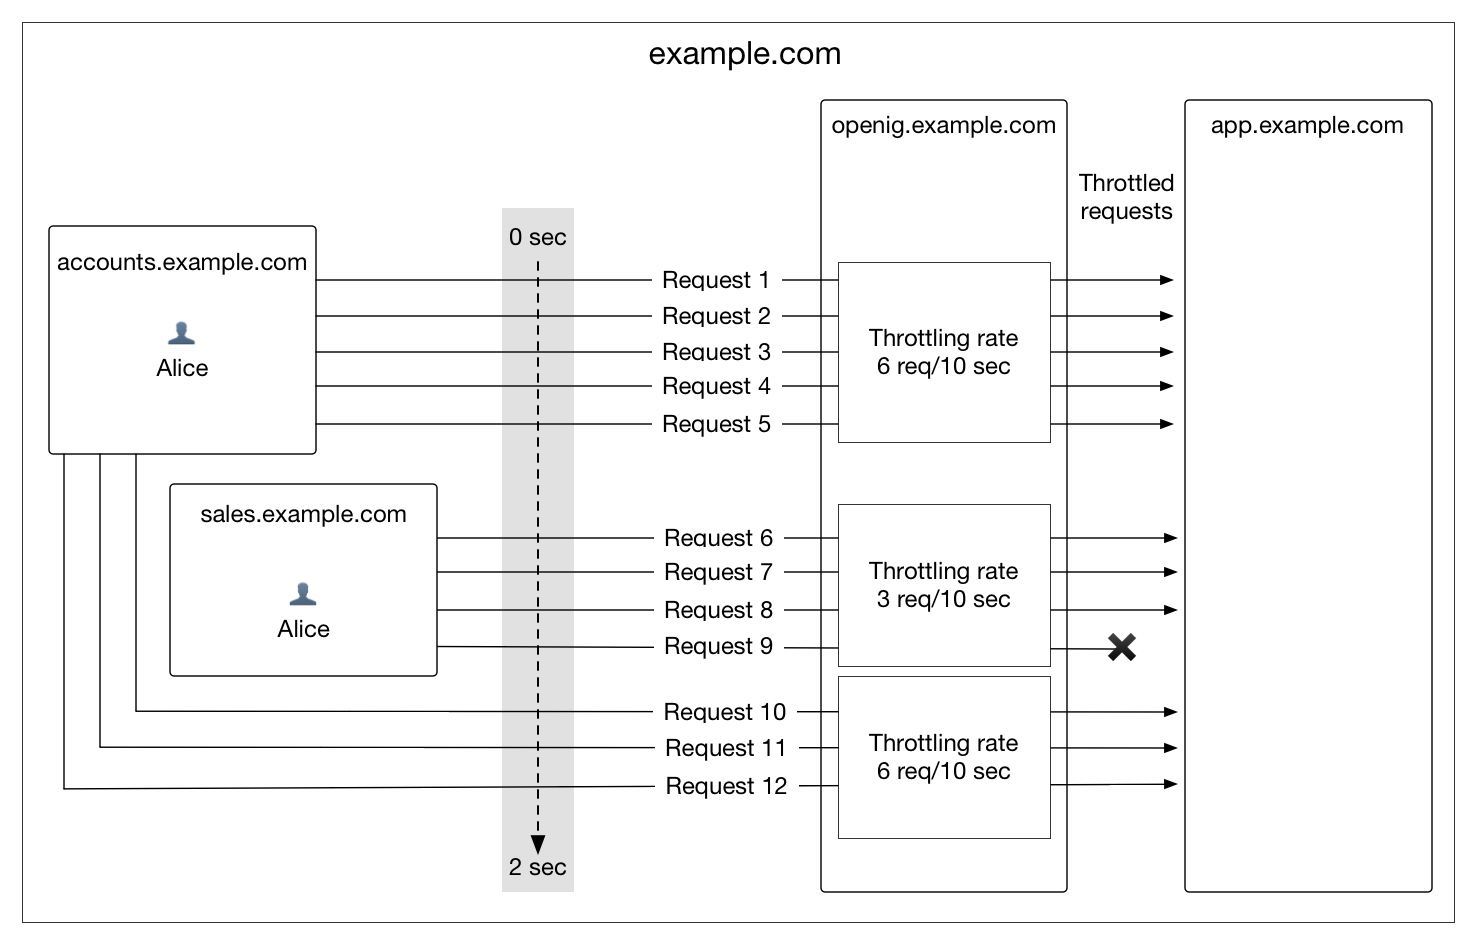 example.com
openig.example.com
app.example.com
Throttled
requests
0 sec
accounts.example.com
Alice
Request 1
Request 2
Request 3
Request 4
Request 5
Throttling rate
6 req/10 sec
sales.example.com
Alice
Request 6
Request 7
Request 8
Request 9
Throttling rate
3 req/10 sec
Request 10
Request 11
Request 12
Throttling rate
6 req/10 sec
2 sec